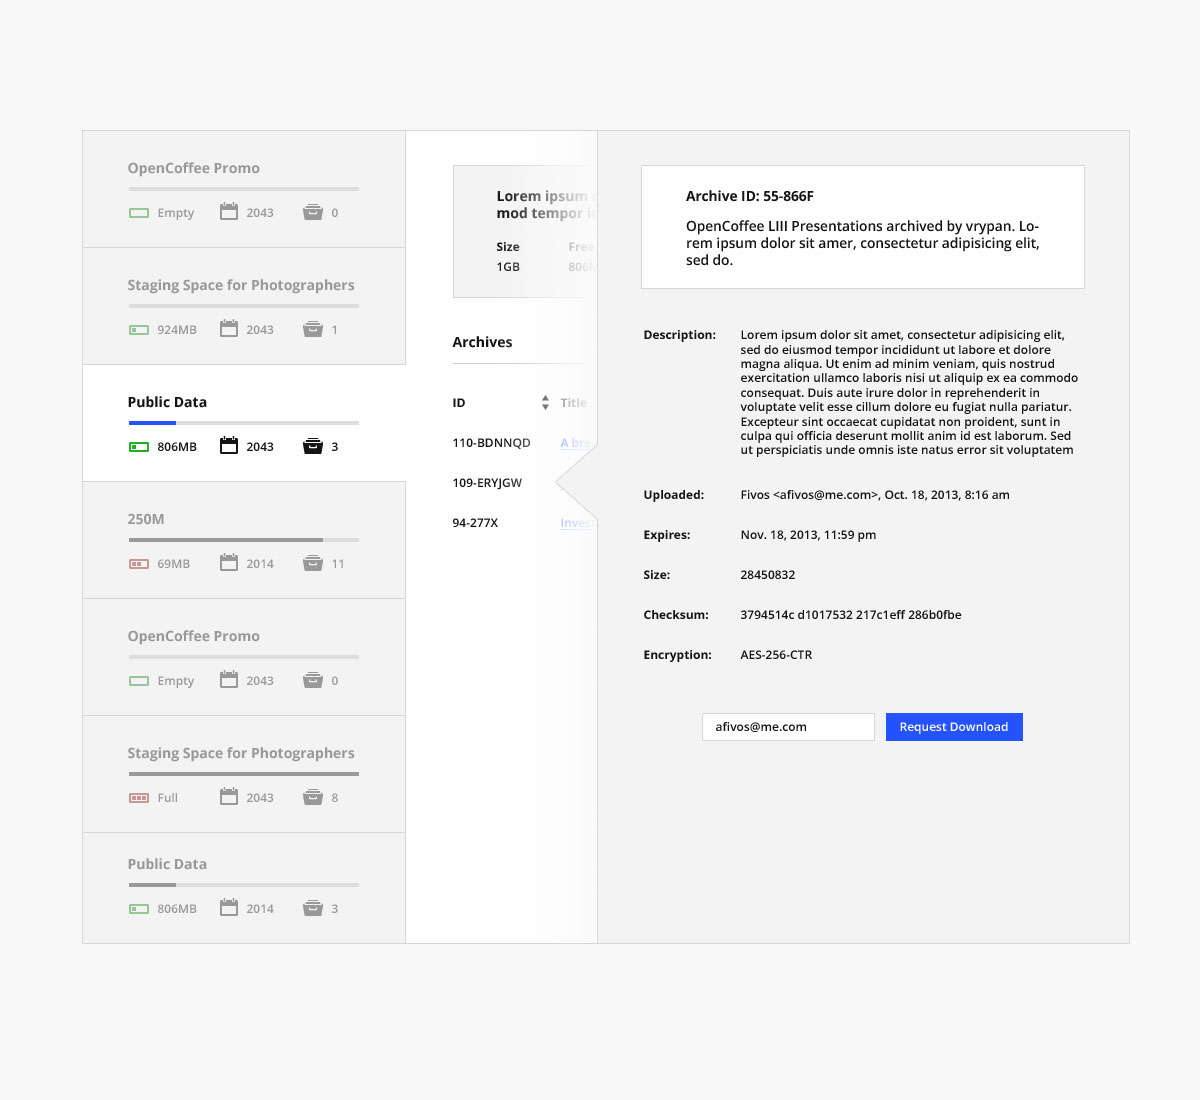 OpenCoffee Promo
Empty 2043 0
Staging Space for Photographers
924MB 2043 1
Public Data
806MB 2043 3
250M
69MB 2014 11
OpenCoffee Promo
Empty 2043 0
Staging Space for Photographers
Full 2043 8
Public Data
806MB 2014 3
Lorem ipsum
mod tempor
Size Free
1GB 806M
Archives
ID Title
110-BDNNQD A bre
109-ERYJGW
94-277X Invest
Archive ID: 55-866F
OpenCoffee LIII Presentations archived by vrypan. Lo-
rem ipsum dolor sit amer, consectetur adipisicing elit,
sed do.
Description: Lorem ipsum dolor sit amet, consectetur adipisicing elit,
sed do eiusmod tempor incididunt ut labore et dolore
magna aliqua. Ut enim ad minim veniam, quis nostrud
exercitation ullamco laboris nisi ut aliquip ex ea commodo
consequat. Duis aute irure dolor in reprehenderit in
voluptate velit esse cillum dolore eu fugiat nulla pariatur.
Excepteur sint occaecat cupidatat non proident, sunt in
culpa qui officia deserunt mollit anim id est laborum. Sed
ut perspiciatis unde omnis iste natus error sit voluptatem
Uploaded: Fivos <afivos@me.com>, Oct. 18, 2013, 8:16 am
Expires: Nov. 18, 2013, 11:59 pm
Size: 28450832
Checksum: 3794514c d1017532 217c1eff 286b0fbe
Encryption: AES-256-CTR
afivos@me.com Request Download